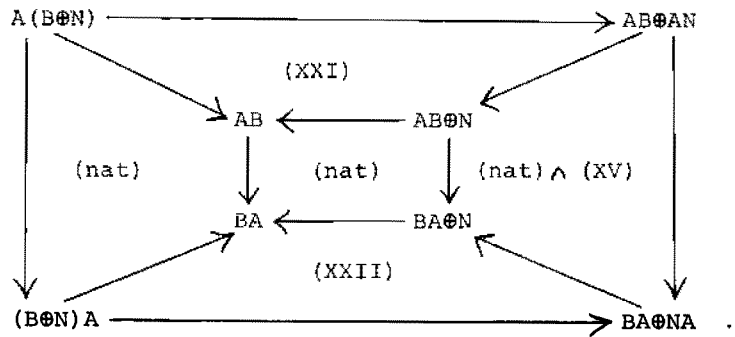 A(B⊕N) AB⊕AN
(XXI)
AB AB⊕N
(nat) (nat) (nat) ∧ (XV)
BA BA⊕N
(XXII)
(B⊕N)A BA⊕NA .